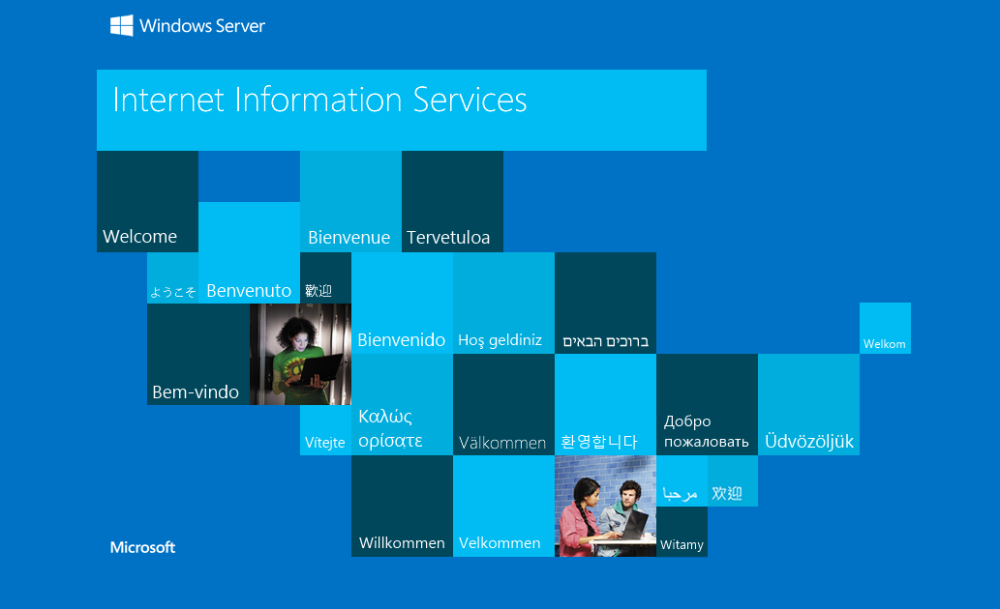 Windows Server
Internet Information Services
Welcome
Bienvenue
Tervetuloa
ようこそ
Benvenuto
歡迎
Bienvenido
Hoş geldiniz
ברוכים הבאים
Welkom
Bem-vindo
Vítejte
Καλώς
ορίσατε
Välkommen
환영합니다
Добро
пожаловать
Üdvözöljük
مرحبا
欢迎
Willkommen
Velkommen
Witamy
Microsoft